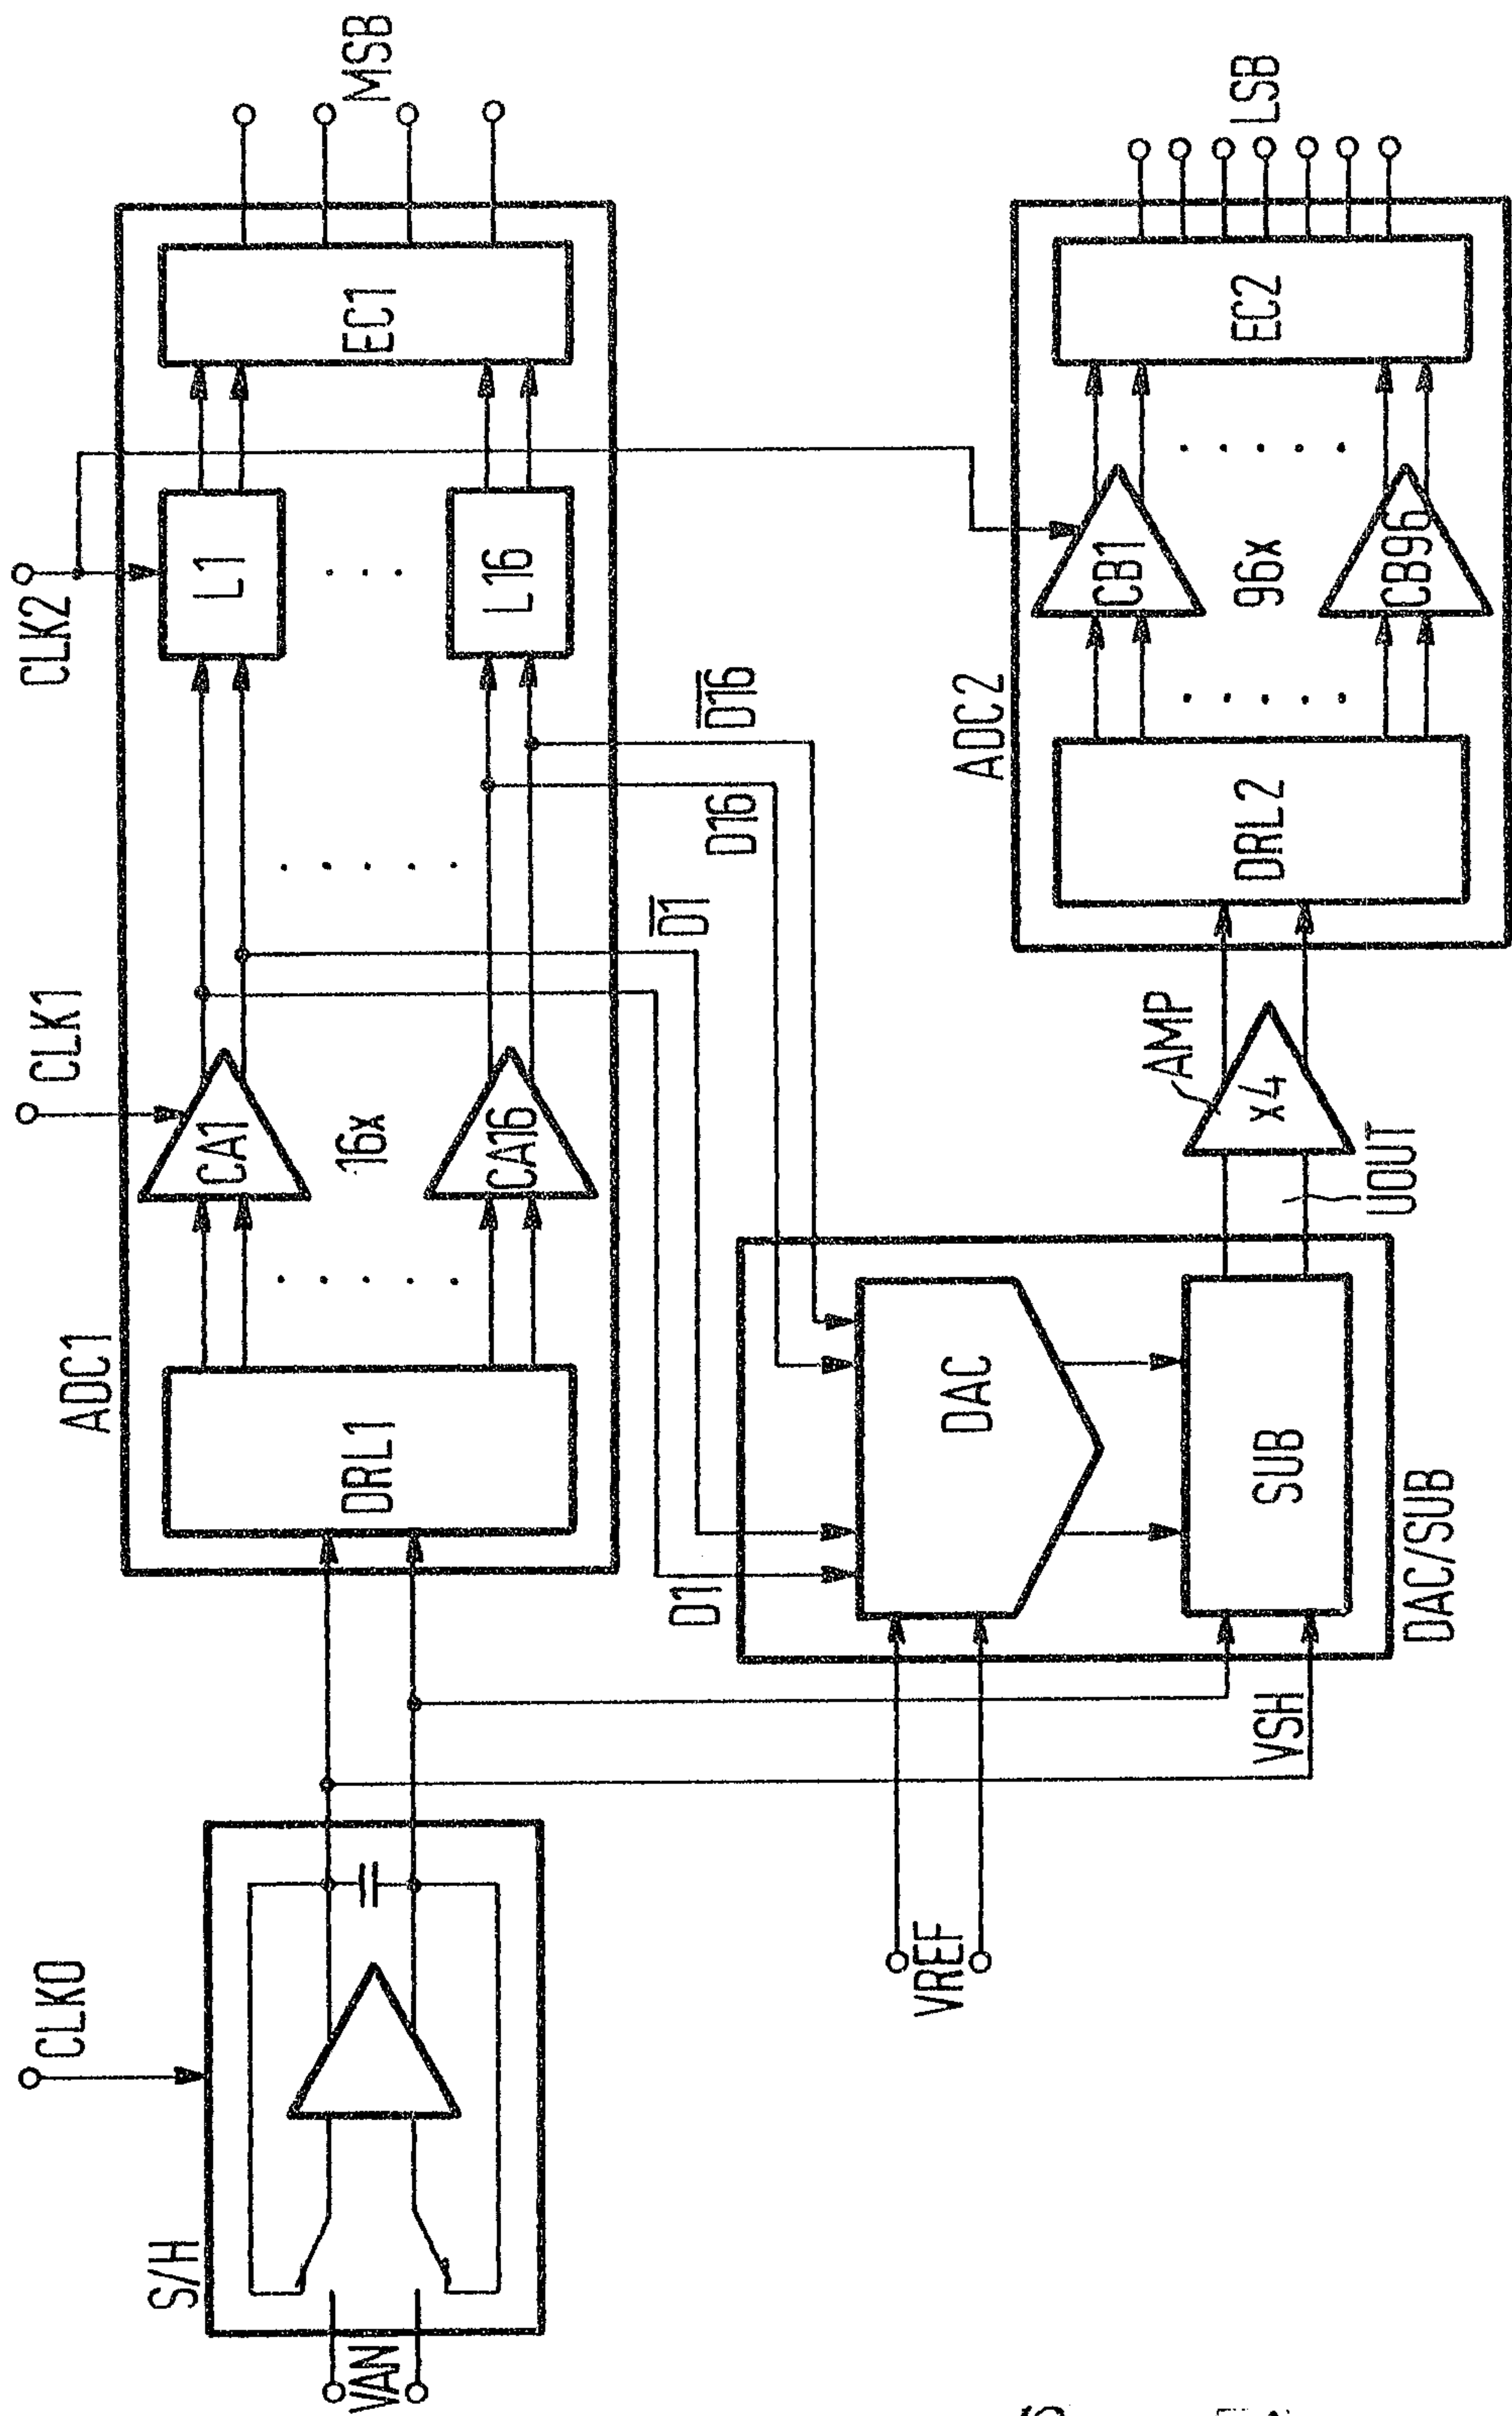 CLK0
CLK1
CLK2
S/H
VAN
ADC1
DRL1
CA1
16x
CA16
L1
L16
EC1
MSB
D1
D1̅
D16
D16̅
VREF
VSH
DAC
SUB
DAC/SUB
UOUT
AMP
x4
ADC2
DRL2
CB1
96x
CB96
EC2
LSB